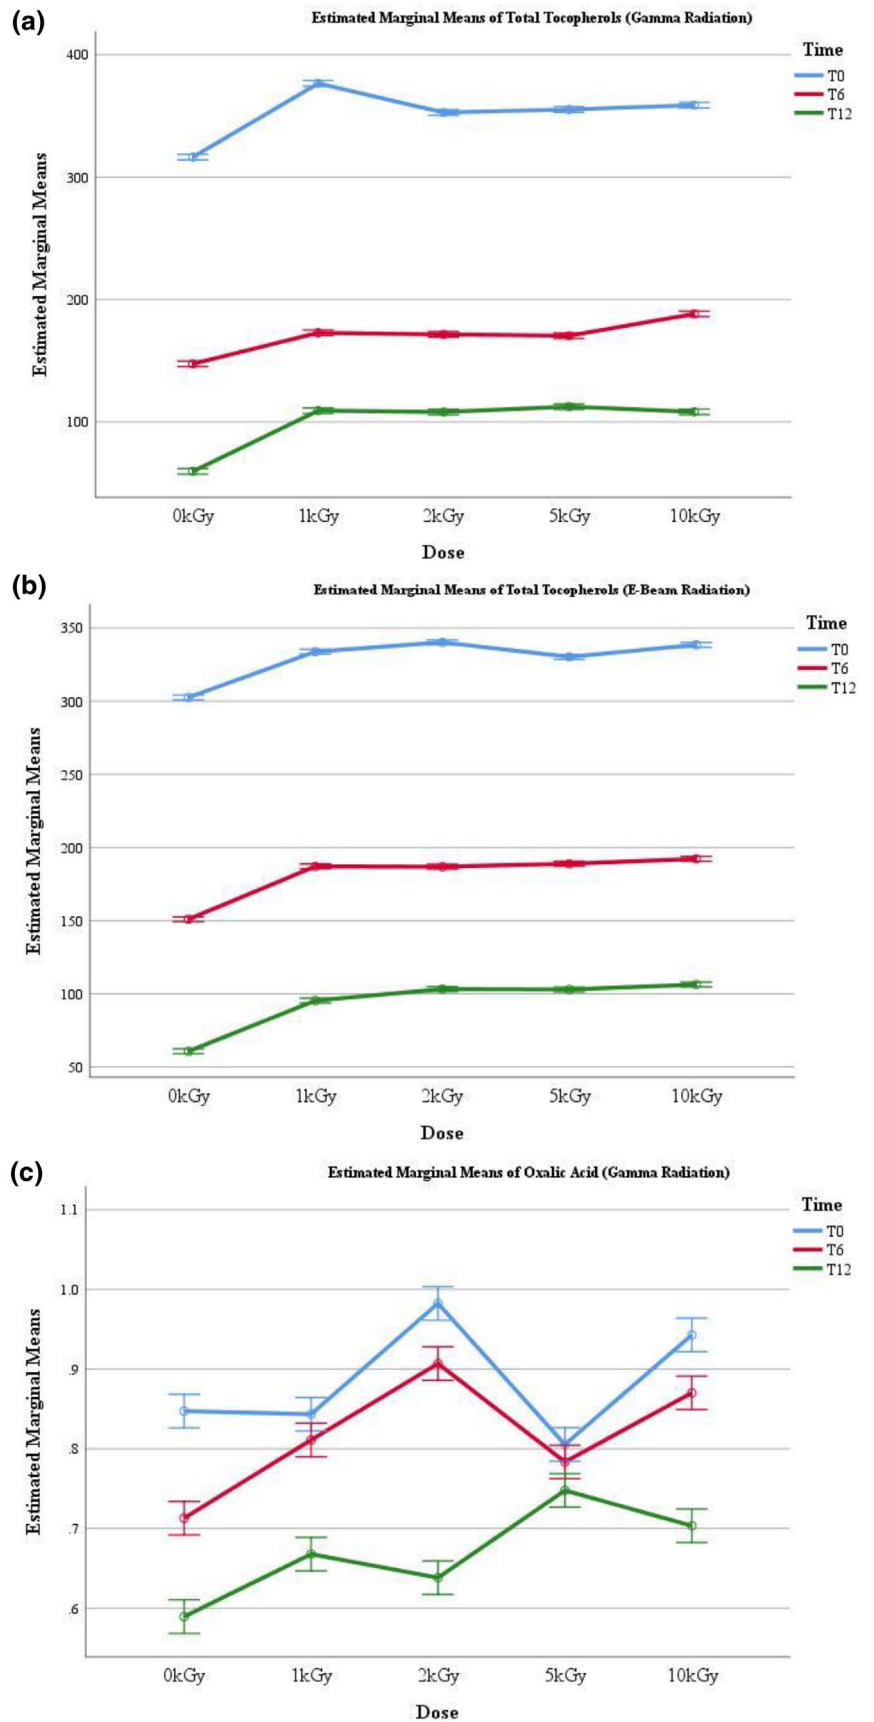 (a)
Estimated Marginal Means of Total Tocopherols (Gamma Radiation)
Time
T0
T6
T12
Estimated Marginal Means
400
300
200
100
0kGy 1kGy 2kGy 5kGy 10kGy
Dose
(b)
Estimated Marginal Means of Total Tocopherols (E-Beam Radiation)
Time
T0
T6
T12
Estimated Marginal Means
350
300
250
200
150
100
50
0kGy 1kGy 2kGy 5kGy 10kGy
Dose
(c)
Estimated Marginal Means of Oxalic Acid (Gamma Radiation)
Time
T0
T6
T12
Estimated Marginal Means
1.1
1.0
.9
.8
.7
.6
0kGy 1kGy 2kGy 5kGy 10kGy
Dose